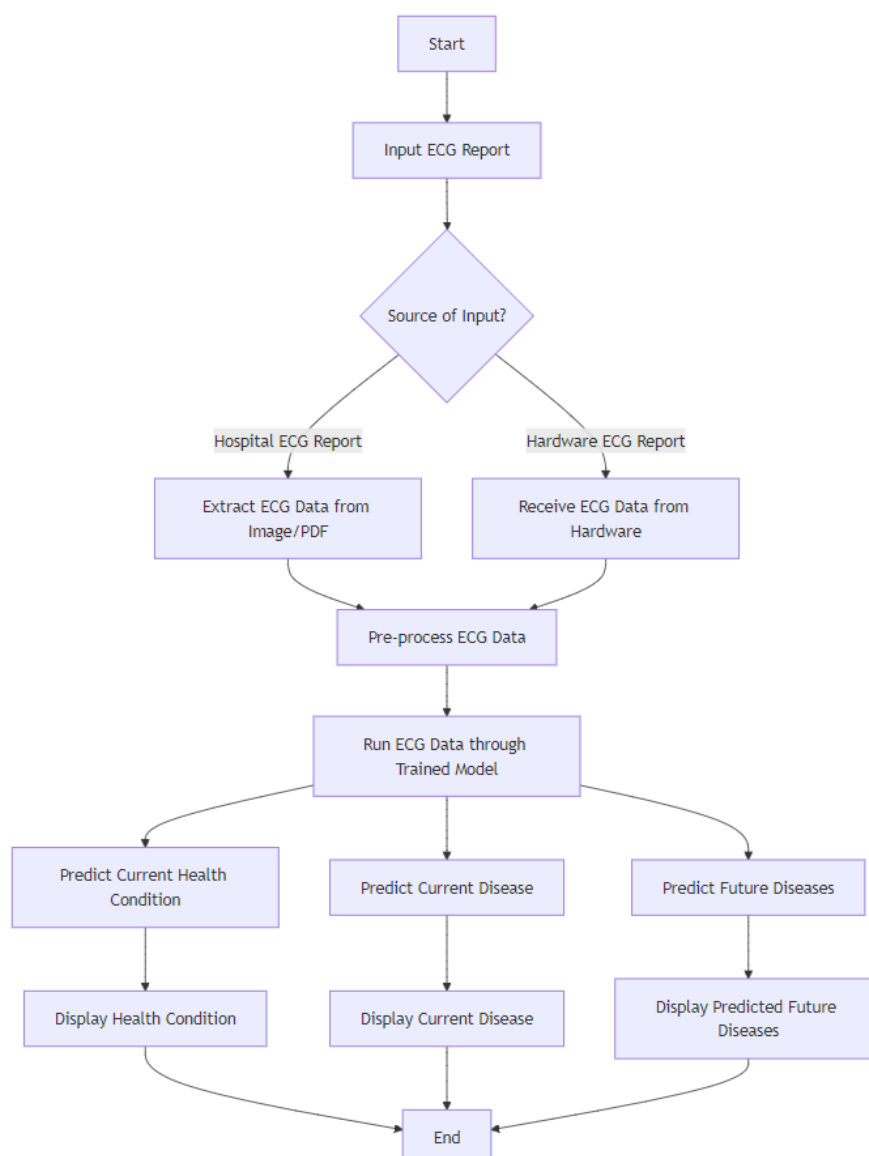 Start
Input ECG Report
Source of Input?
Hospital ECG Report
Hardware ECG Report
Extract ECG Data from
Image/PDF
Receive ECG Data from
Hardware
Pre-process ECG Data
Run ECG Data through
Trained Model
Predict Current Health
Condition
Predict Current Disease
Predict Future Diseases
Display Health Condition
Display Current Disease
Display Predicted Future
Diseases
End